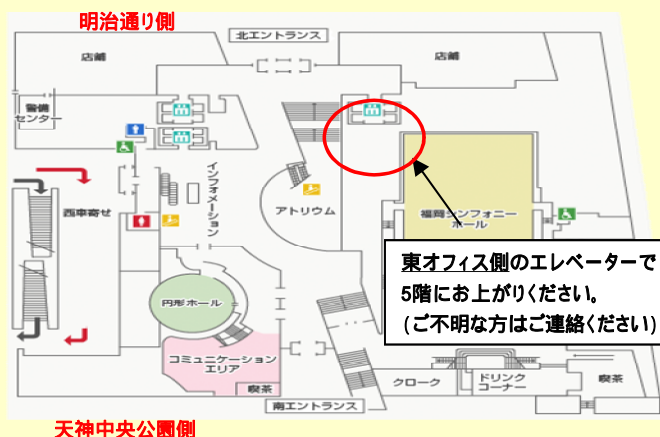 明治通り側
北エントランス
店舗
店舗
警備
センター
インフォメーション
西車寄せ
アトリウム
福岡シンフォニー
ホール
東オフィス側のエレベーターで
5階にお上がりください。
(ご不明な方はご連絡ください)
円形ホール
コミュニケーション
エリア
喫茶
クローク
ドリンク
コーナー
喫茶
南エントランス
天神中央公園側